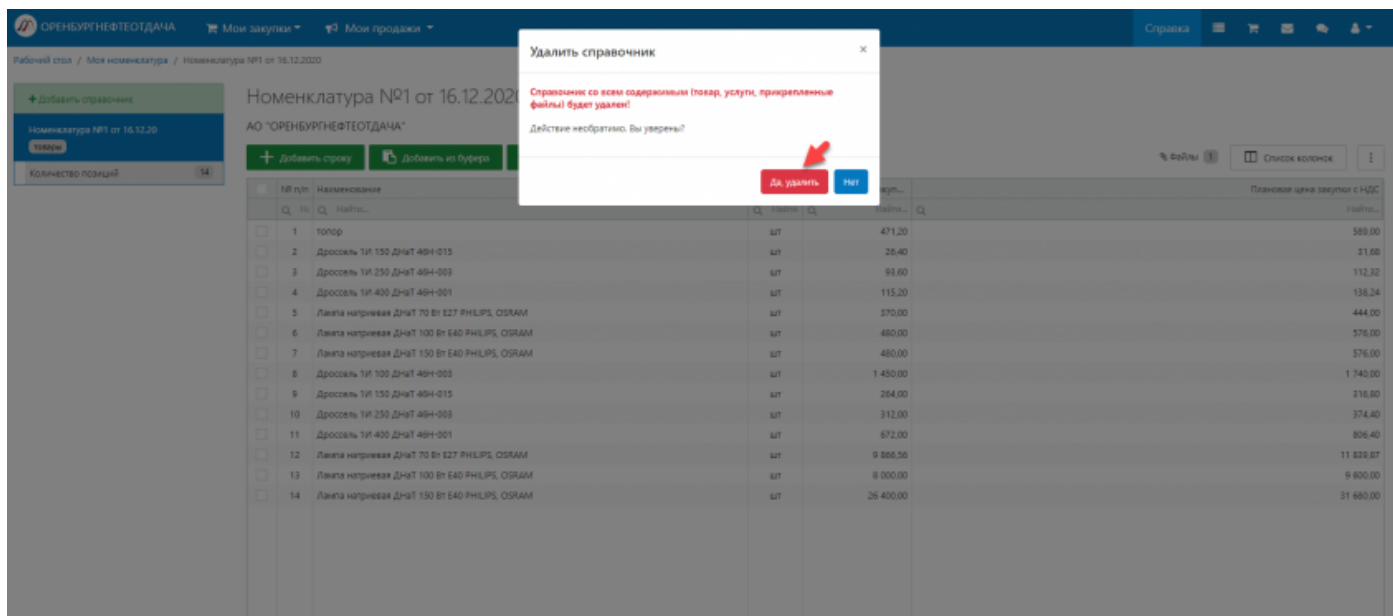 ОРЕНБУРГНЕФТЕОТДАЧА
Мои закупки
Мои продажи
Справка
Рабочий стол / Моя номенклатура / Номенклатура №1 от 16.12.2020
Удалить справочник
×
Справочник со всем содержимым (товар, услуги, прикрепленные
файлы) будет удален!
Действие необратимо. Вы уверены?
Да, удалить
Нет
+ Добавить справочник
Номенклатура №1 от 16.12.20
товары
Количество позиций 14
Номенклатура №1 от 16.12.2020
АО "ОРЕНБУРГНЕФТЕОТДАЧА"
+ Добавить строку
Добавить из буфера
Файлы 1
Список колонок
№ п/п Наименование Плановая цена закупки с НДС
Найти... Найти... Найти...
1 топор шт 471,20 589,00
2 Дроссель 1И 150 ДНаТ 46Н-015 шт 26,40 31,68
3 Дроссель 1И 250 ДНаТ 46Н-003 шт 93,60 112,32
4 Дроссель 1И 400 ДНаТ 46Н-001 шт 115,20 138,24
5 Лампа натриевая ДНаТ 70 Вт E27 PHILIPS, OSRAM шт 370,00 444,00
6 Лампа натриевая ДНаТ 100 Вт E40 PHILIPS, OSRAM шт 480,00 576,00
7 Лампа натриевая ДНаТ 150 Вт E40 PHILIPS, OSRAM шт 480,00 576,00
8 Дроссель 1И 100 ДНаТ 46Н-003 шт 1 450,00 1 740,00
9 Дроссель 1И 150 ДНаТ 46Н-015 шт 264,00 316,80
10 Дроссель 1И 250 ДНаТ 46Н-003 шт 312,00 374,40
11 Дроссель 1И 400 ДНаТ 46Н-001 шт 672,00 806,40
12 Лампа натриевая ДНаТ 70 Вт E27 PHILIPS, OSRAM шт 9 866,56 11 839,87
13 Лампа натриевая ДНаТ 100 Вт E40 PHILIPS, OSRAM шт 8 000,00 9 600,00
14 Лампа натриевая ДНаТ 150 Вт E40 PHILIPS, OSRAM шт 26 400,00 31 680,00